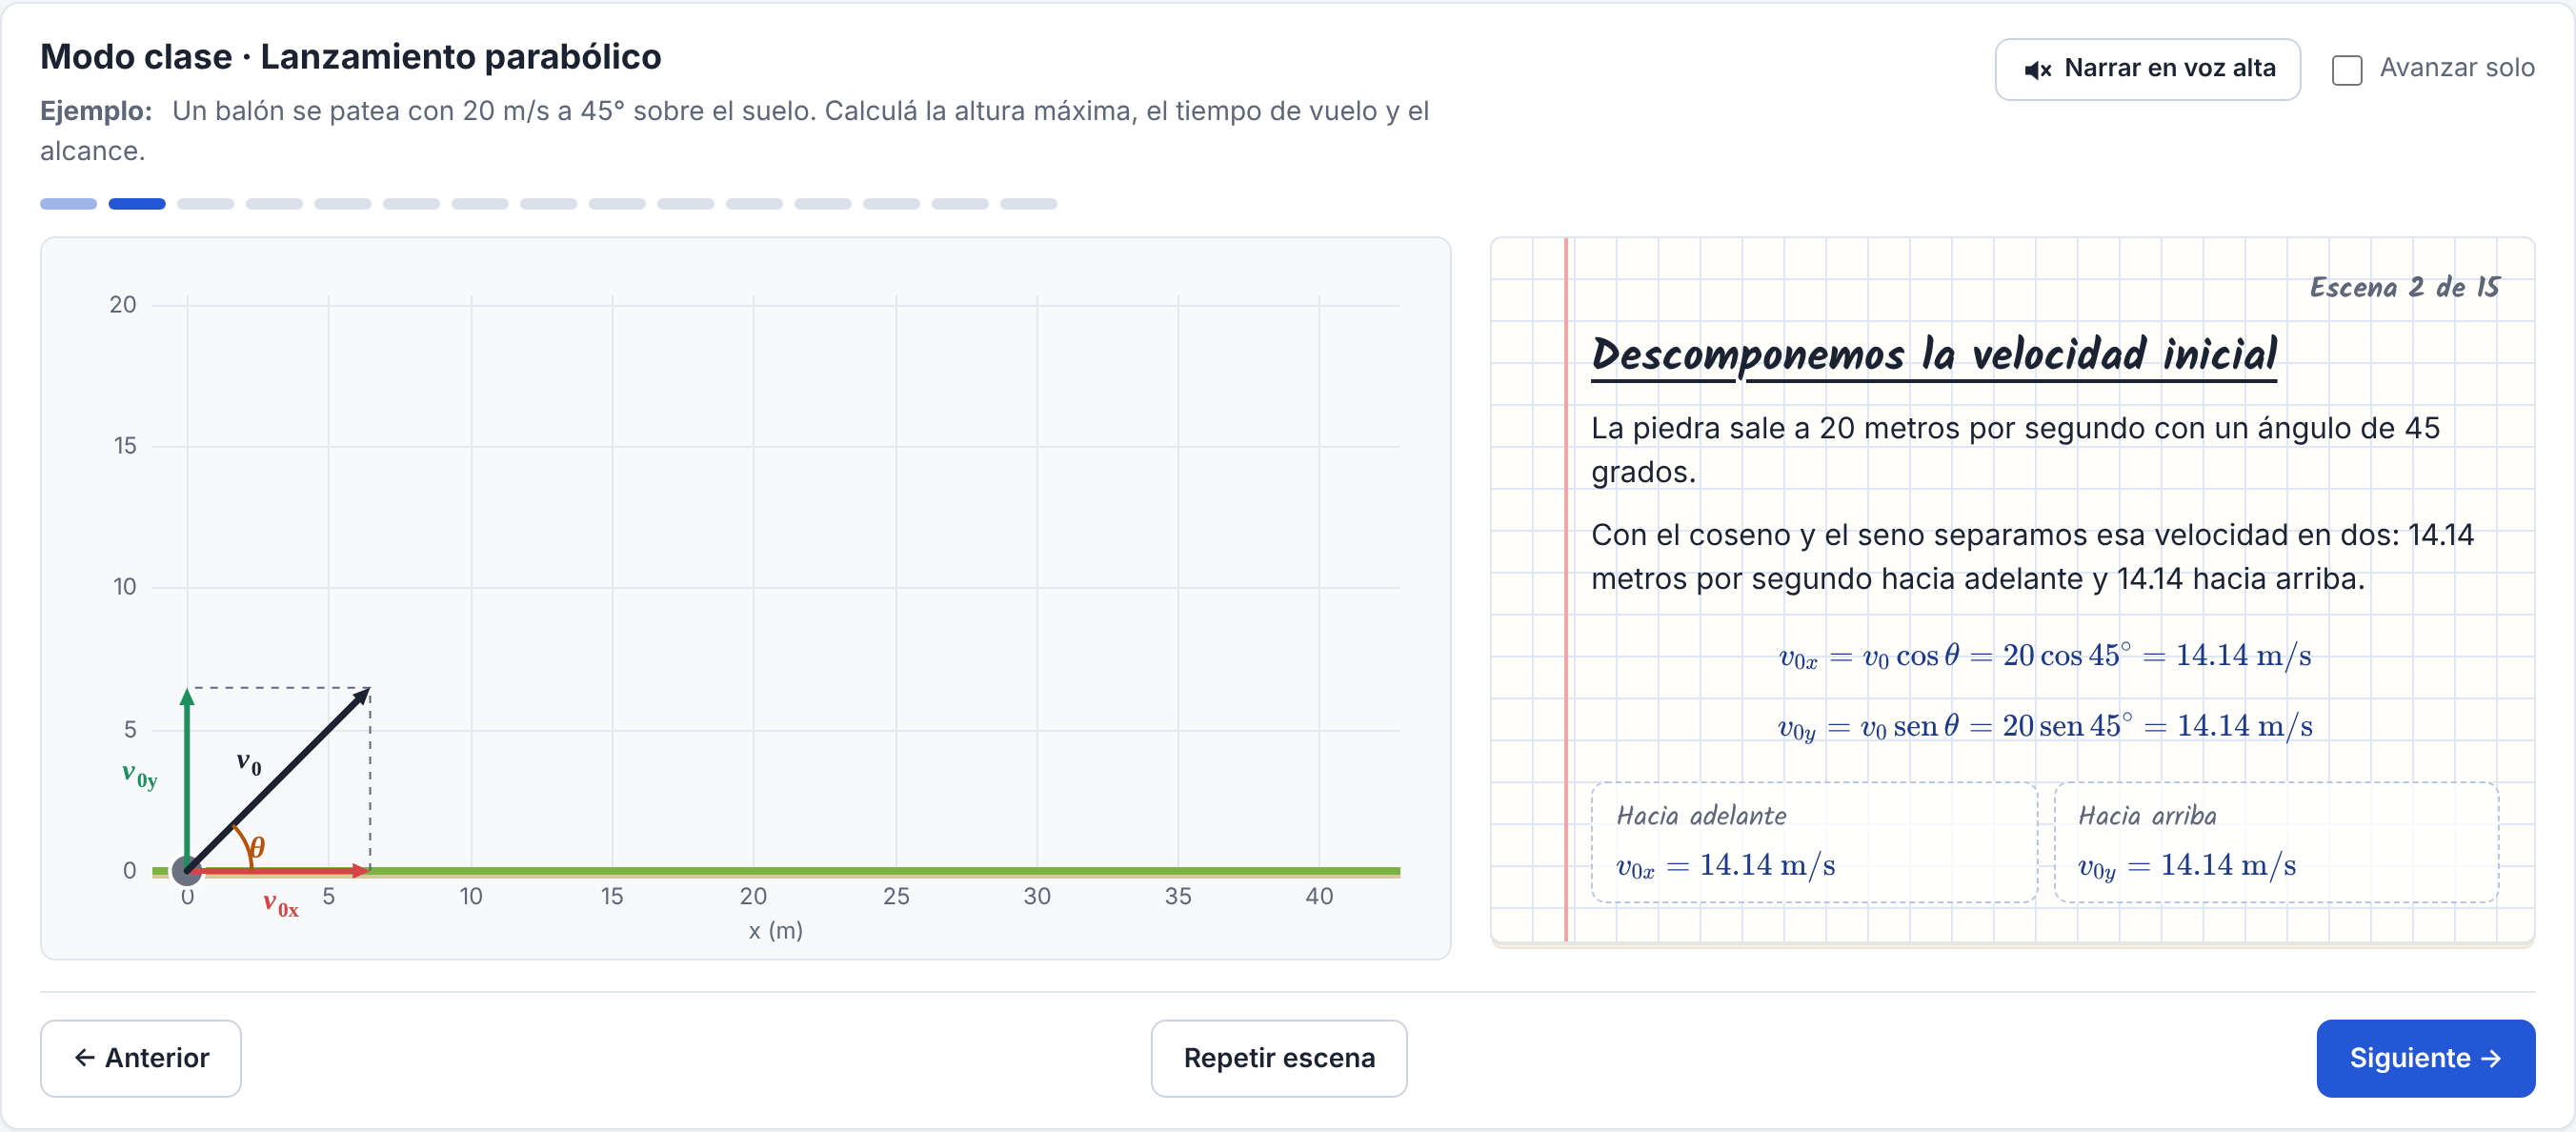 Modo clase · Lanzamiento parabólico
Narrar en voz alta
Avanzar solo
Ejemplo: Un balón se patea con 20 m/s a 45° sobre el suelo. Calculá la altura máxima, el tiempo de vuelo y el
alcance.
20
15
10
5
0
v0y
v0
θ
v0x
0 5 10 15 20 25 30 35 40
x (m)
Escena 2 de 15
Descomponemos la velocidad inicial
La piedra sale a 20 metros por segundo con un ángulo de 45
grados.
Con el coseno y el seno separamos esa velocidad en dos: 14.14
metros por segundo hacia adelante y 14.14 hacia arriba.
v0x = v0 cos θ = 20 cos 45° = 14.14 m/s
v0y = v0 sen θ = 20 sen 45° = 14.14 m/s
Hacia adelante
v0x = 14.14 m/s
Hacia arriba
v0y = 14.14 m/s
← Anterior
Repetir escena
Siguiente →